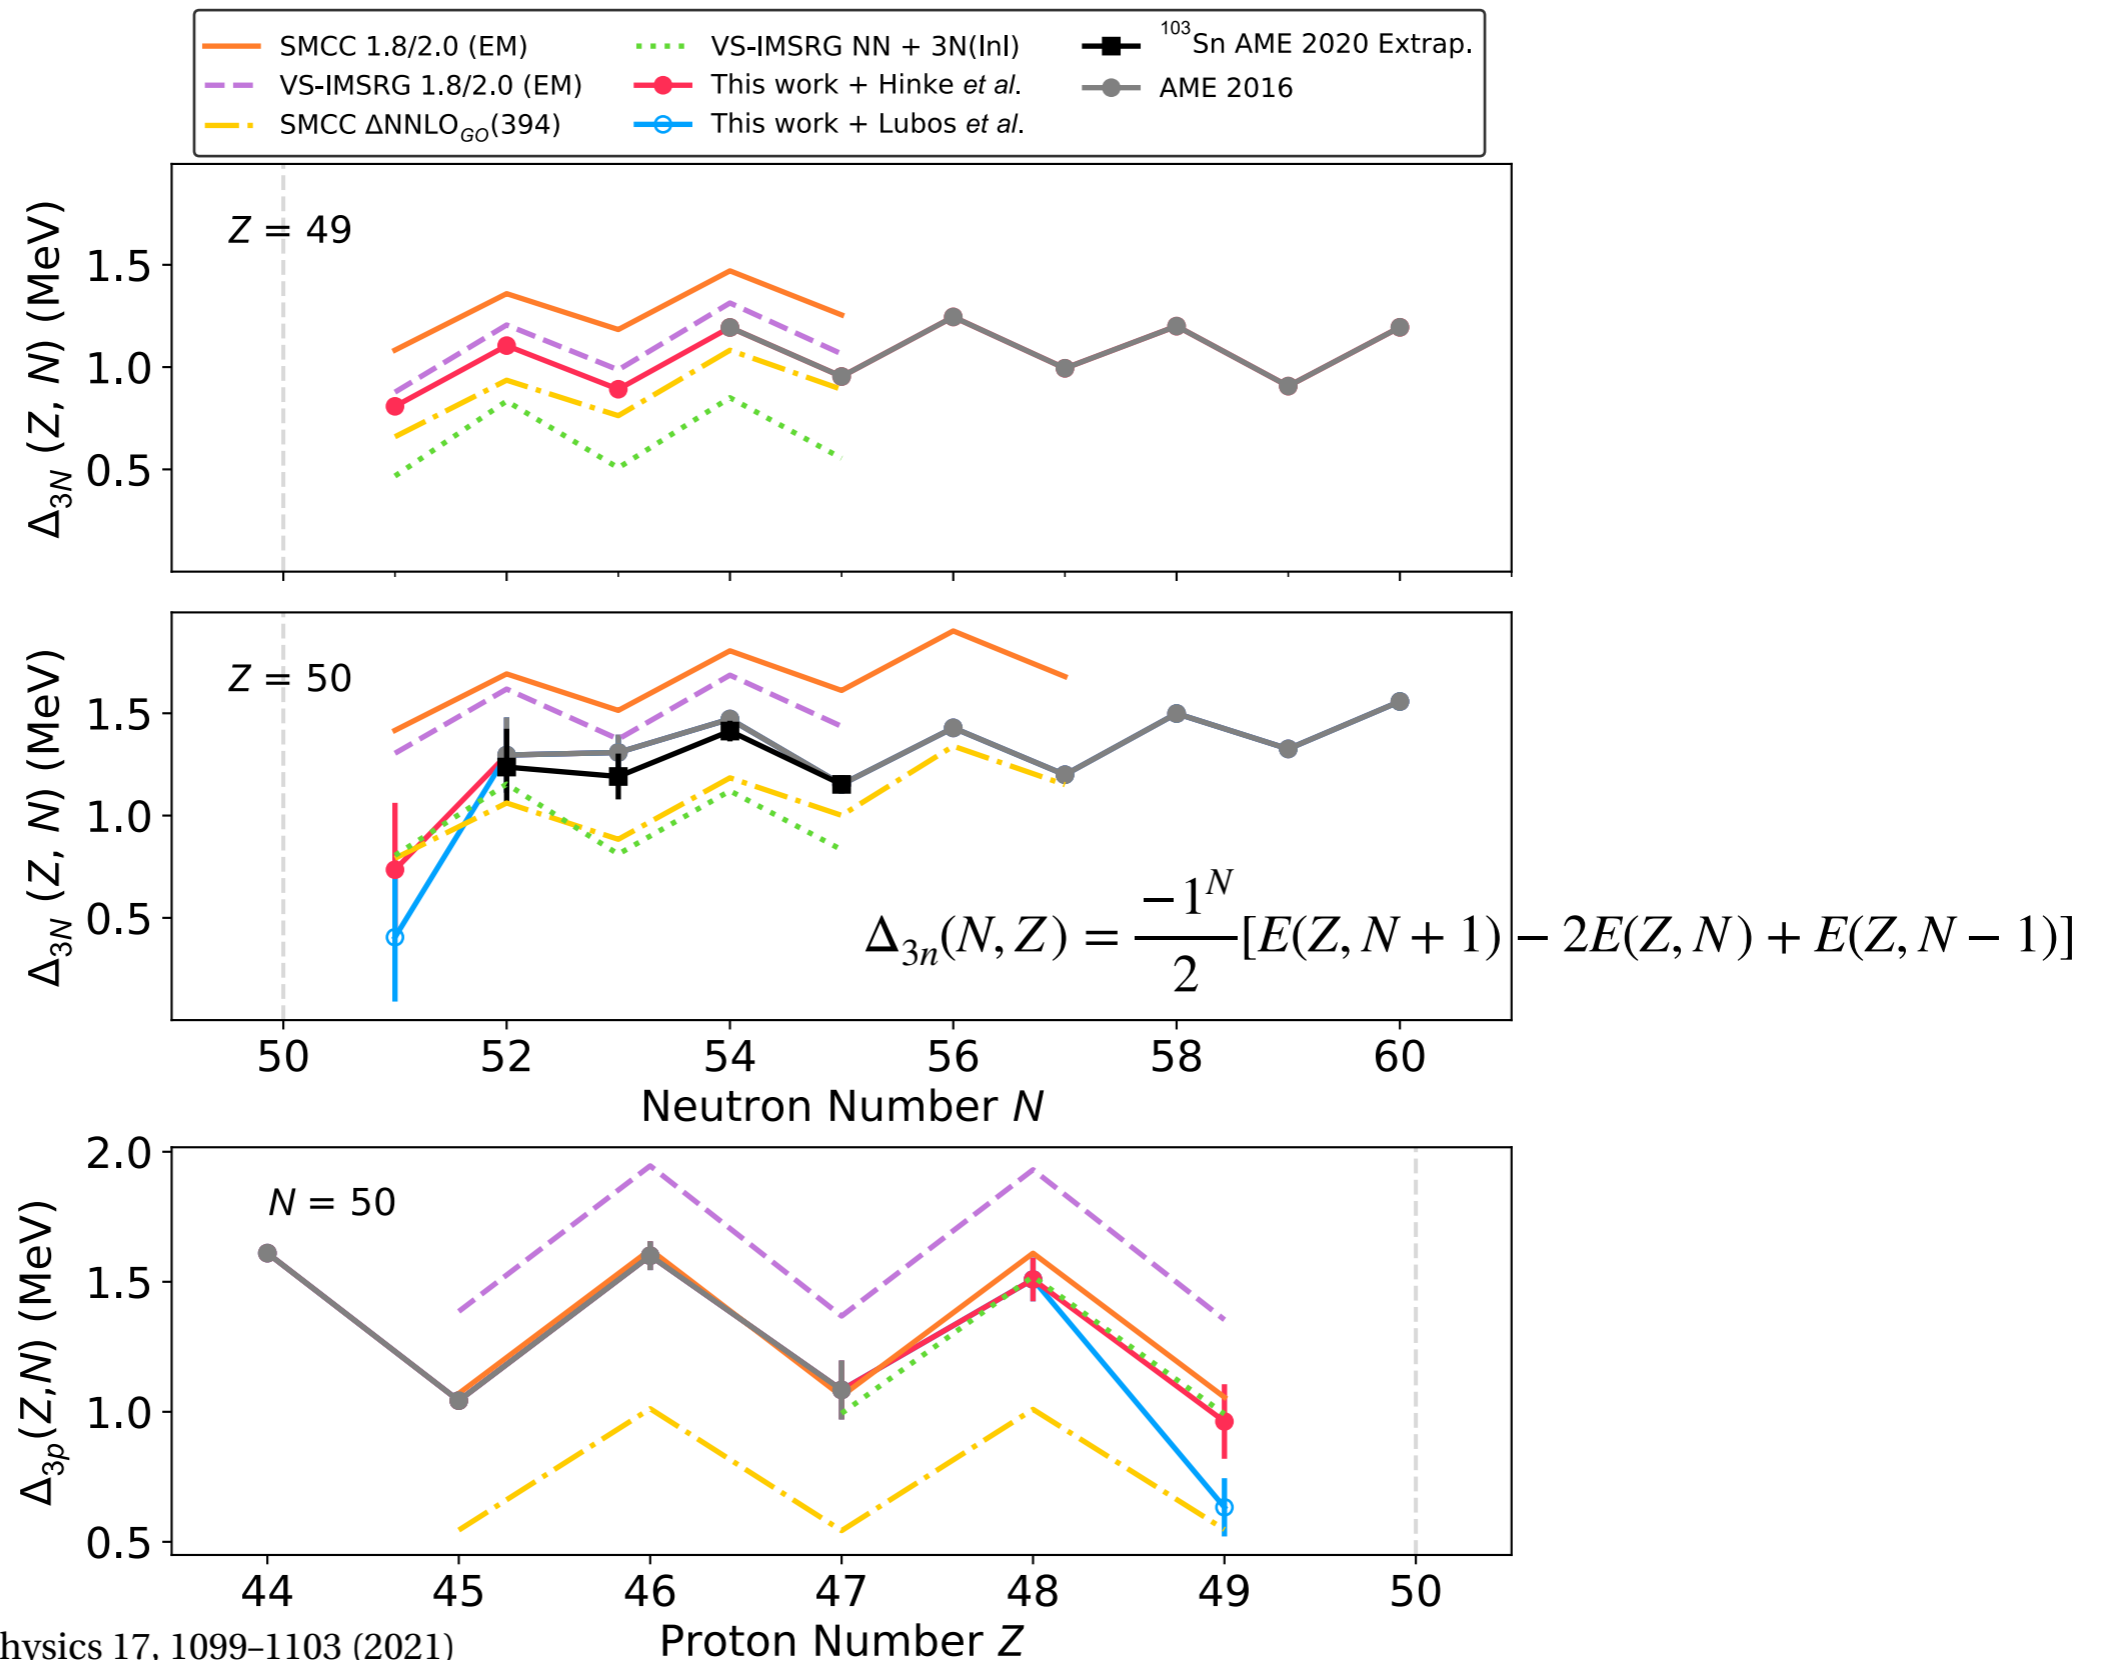 SMCC 1.8/2.0 (EM)
VS-IMSRG 1.8/2.0 (EM)
SMCC ΔNNLO_GO(394)
VS-IMSRG NN + 3N(lnl)
This work + Hinke et al.
This work + Lubos et al.
¹⁰³Sn AME 2020 Extrap.
AME 2016
Δ₃N (Z, N) (MeV)
1.5
1.0
0.5
Z = 49
Δ₃N (Z, N) (MeV)
1.5
1.0
0.5
Z = 50
Δ₃n(N, Z) = −1^N/2 [E(Z, N + 1) − 2E(Z, N) + E(Z, N − 1)]
50 52 54 56 58 60
Neutron Number N
Δ₃p(Z,N) (MeV)
2.0
1.5
1.0
0.5
N = 50
44 45 46 47 48 49 50
Proton Number Z
hysics 17, 1099–1103 (2021)